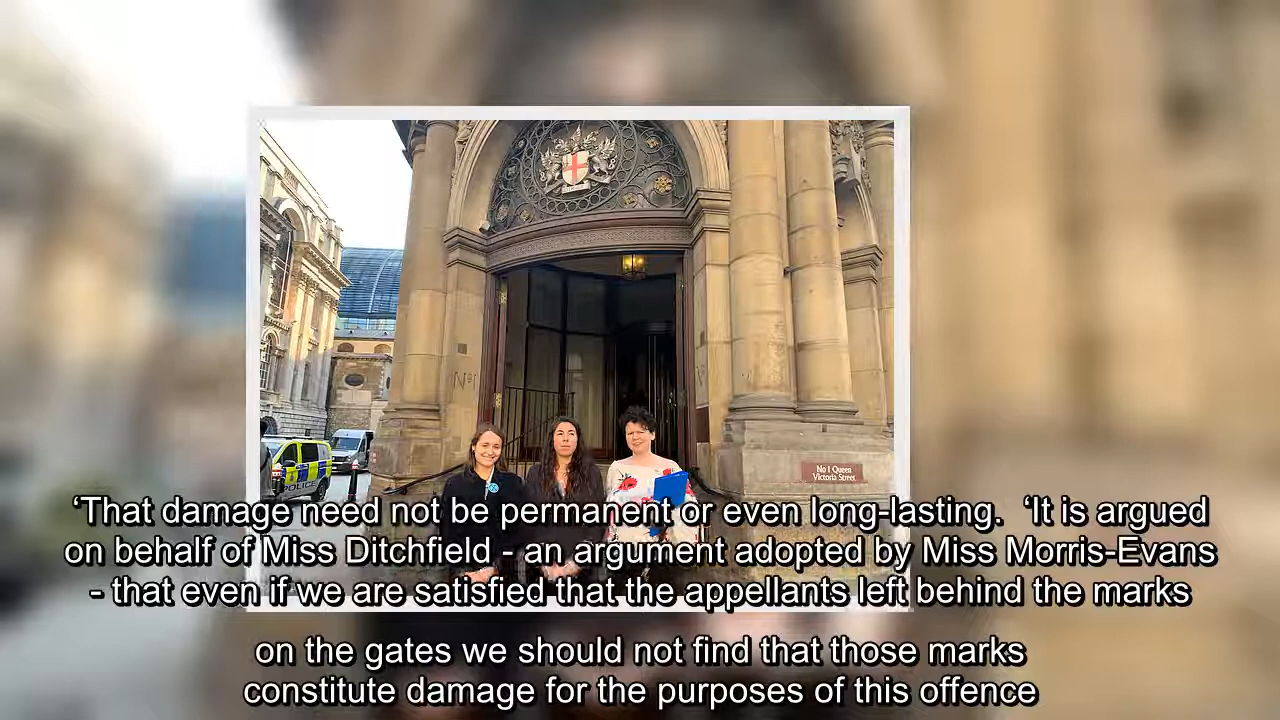 No 1
No 1 Queen
Victoria Street
POLICE
‘That damage need not be permanent or even long-lasting.  ‘It is argued
on behalf of Miss Ditchfield - an argument adopted by Miss Morris-Evans
- that even if we are satisfied that the appellants left behind the marks
on the gates we should not find that those marks
constitute damage for the purposes of this offence